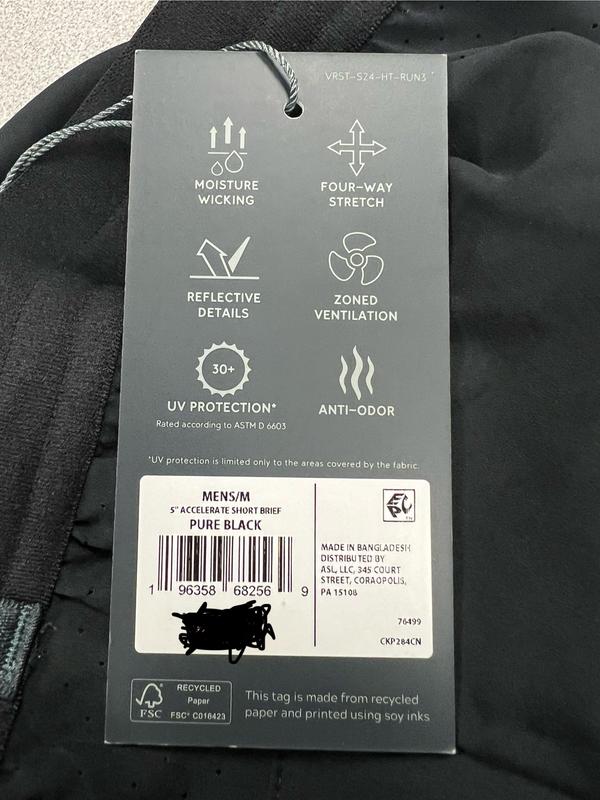 VRST-S24-HT-RUN3
MOISTURE
WICKING
FOUR-WAY
STRETCH
REFLECTIVE
DETAILS
ZONED
VENTILATION
30+
UV PROTECTION*
Rated according to ASTM D 6603
ANTI-ODOR
*UV protection is limited only to the areas covered by the fabric.
MENS/M
5" ACCELERATE SHORT BRIEF
PURE BLACK
1 96358 68256 9
EPC
TM
MADE IN BANGLADESH
DISTRIBUTED BY
ASL, LLC, 345 COURT
STREET, CORAOPOLIS,
PA 15108
76499
CKP284CN
FSC
RECYCLED
Paper
FSC® C018423
This tag is made from recycled
paper and printed using soy inks